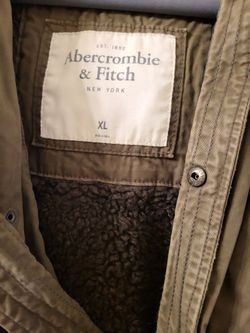 EST. 1892
Abercrombie
& Fitch
NEW YORK
XL